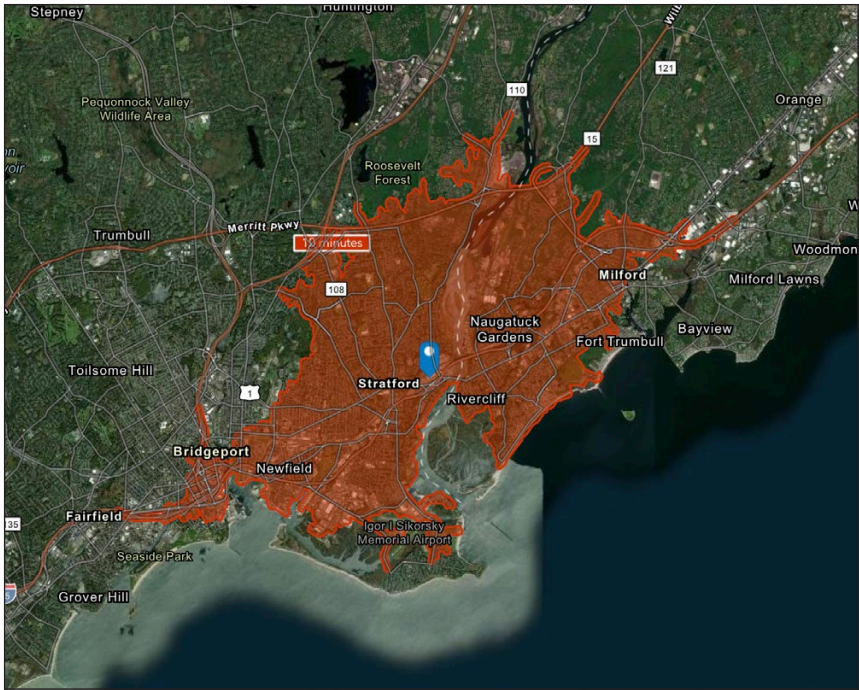 Stepney
Huntington
110
121
Orange
Pequonnock Valley
Wildlife Area
15
Roosevelt
Forest
Merritt Pkwy
Trumbull
10 minutes
Milford
Woodmon
108
Milford Lawns
Naugatuck
Gardens
Bayview
Fort Trumbull
Toilsome Hill
Stratford
1
Rivercliff
Bridgeport
Newfield
Fairfield
35
Igor I Sikorsky
Memorial Airport
Seaside Park
5
Grover Hill